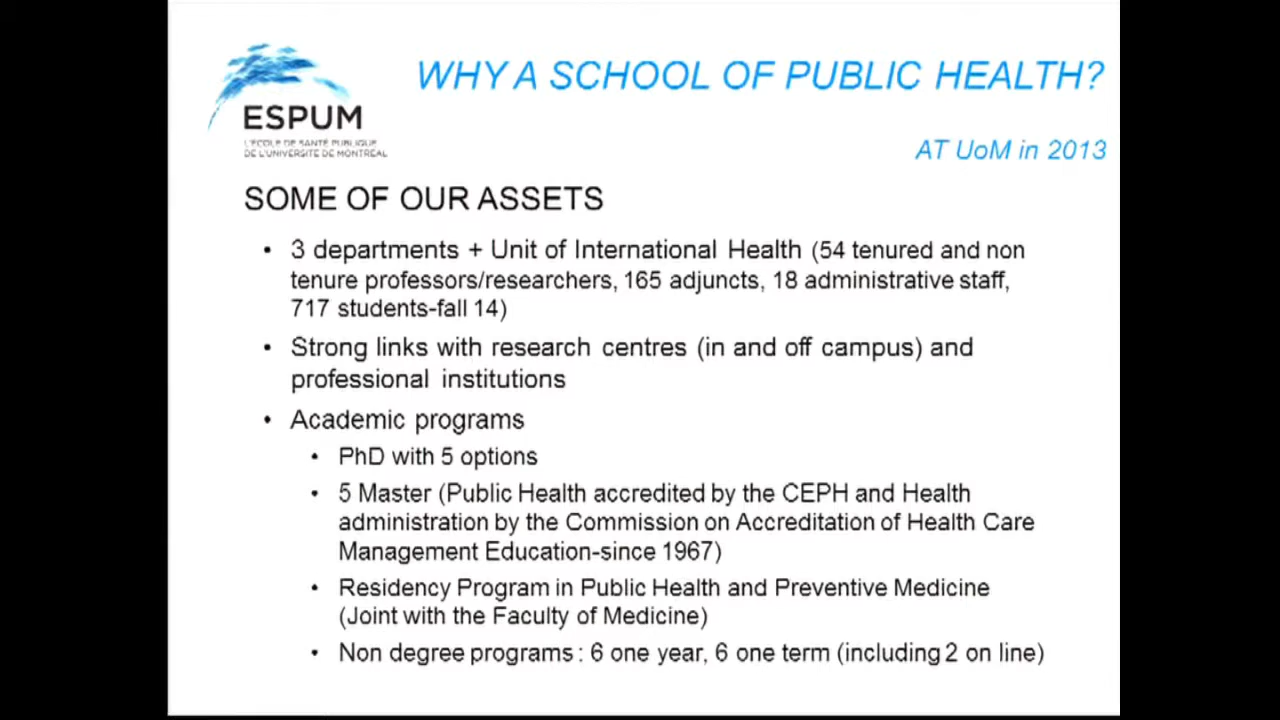 WHY A SCHOOL OF PUBLIC HEALTH?
ESPUM
L'ÉCOLE DE SANTÉ PUBLIQUE
DE L'UNIVERSITÉ DE MONTRÉAL
AT UoM in 2013
SOME OF OUR ASSETS
• 3 departments + Unit of International Health (54 tenured and non
tenure professors/researchers, 165 adjuncts, 18 administrative staff,
717 students-fall 14)
• Strong links with research centres (in and off campus) and
professional institutions
• Academic programs
• PhD with 5 options
• 5 Master (Public Health accredited by the CEPH and Health
administration by the Commission on Accreditation of Health Care
Management Education-since 1967)
• Residency Program in Public Health and Preventive Medicine
(Joint with the Faculty of Medicine)
• Non degree programs : 6 one year, 6 one term (including 2 on line)